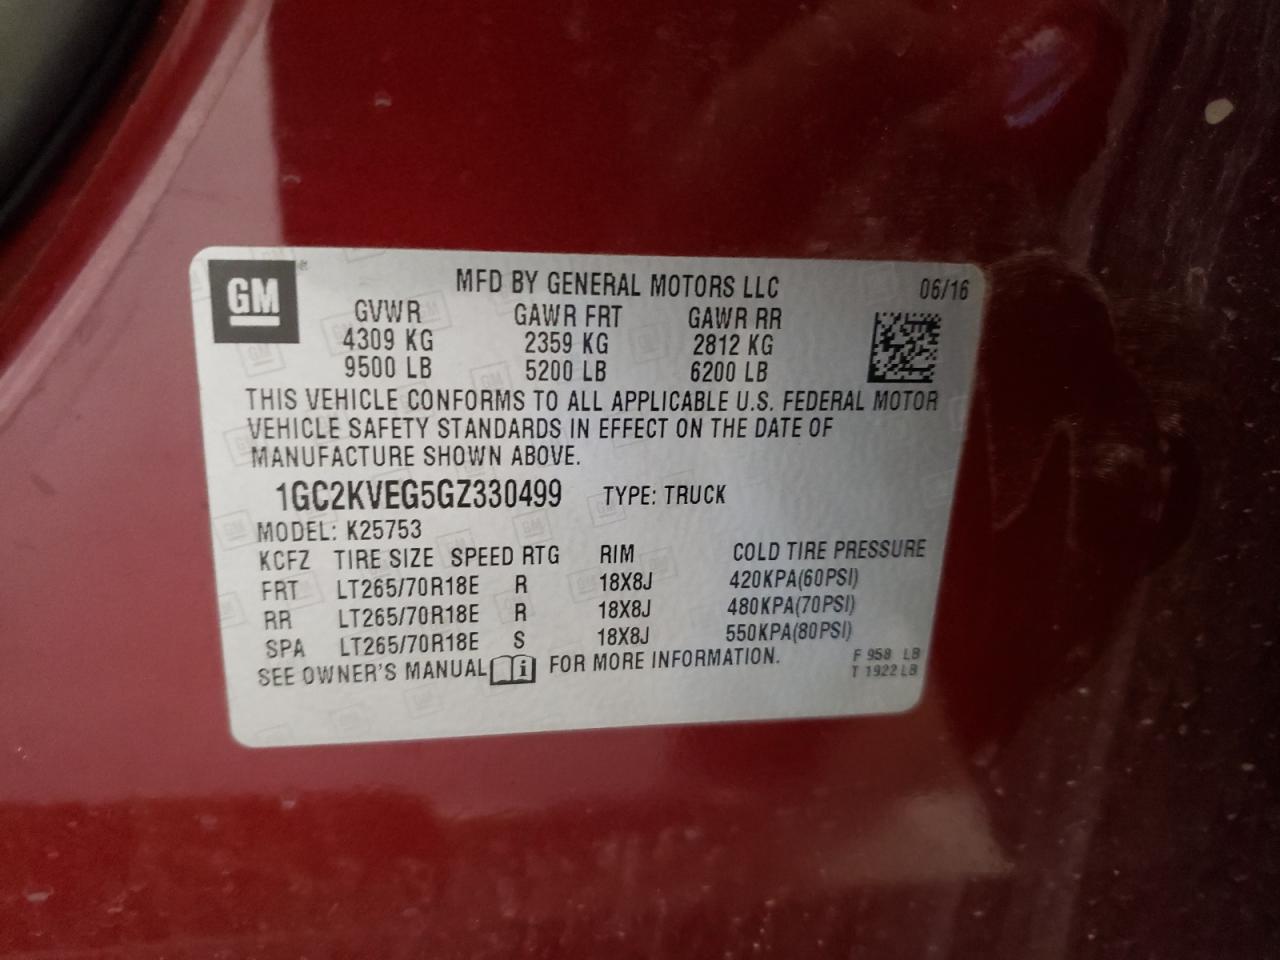 GM
MFD BY GENERAL MOTORS LLC 06/16
GVWR GAWR FRT GAWR RR
4309 KG 2359 KG 2812 KG
9500 LB 5200 LB 6200 LB
THIS VEHICLE CONFORMS TO ALL APPLICABLE U.S. FEDERAL MOTOR
VEHICLE SAFETY STANDARDS IN EFFECT ON THE DATE OF
MANUFACTURE SHOWN ABOVE.
1GC2KVEG5GZ330499 TYPE: TRUCK
MODEL: K25753
KCFZ TIRE SIZE SPEED RTG RIM COLD TIRE PRESSURE
FRT LT265/70R18E R 18X8J 420KPA(60PSI)
RR LT265/70R18E R 18X8J 480KPA(70PSI)
SPA LT265/70R18E S 18X8J 550KPA(80PSI)
SEE OWNER'S MANUAL i FOR MORE INFORMATION.
F 958 LB
T 1922 LB